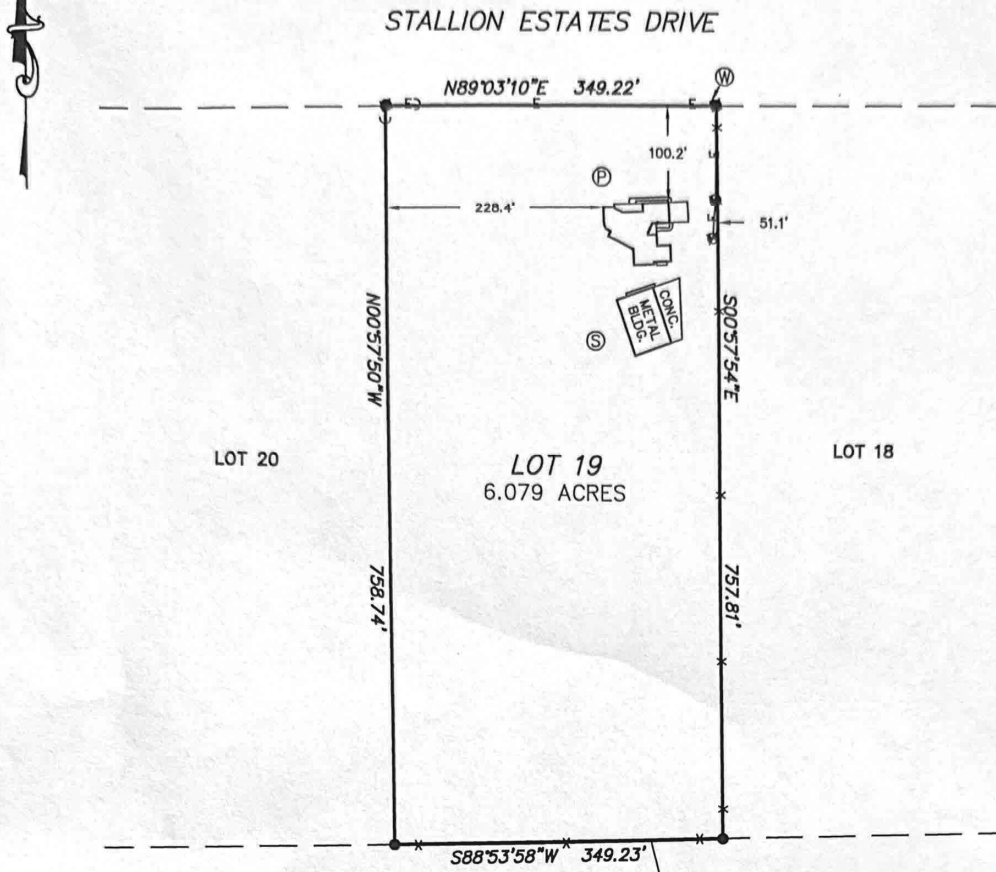 STALLION ESTATES DRIVE
N89°03'10"E 349.22'
W
E E E
100.2'
P
228.4'
51.1'
E
E
CONC.
METAL
BLDG.
S
N00°57'50"W
S00°57'54"E
LOT 20
LOT 19
6.079 ACRES
LOT 18
758.74'
757.81'
S88°53'58"W 349.23'